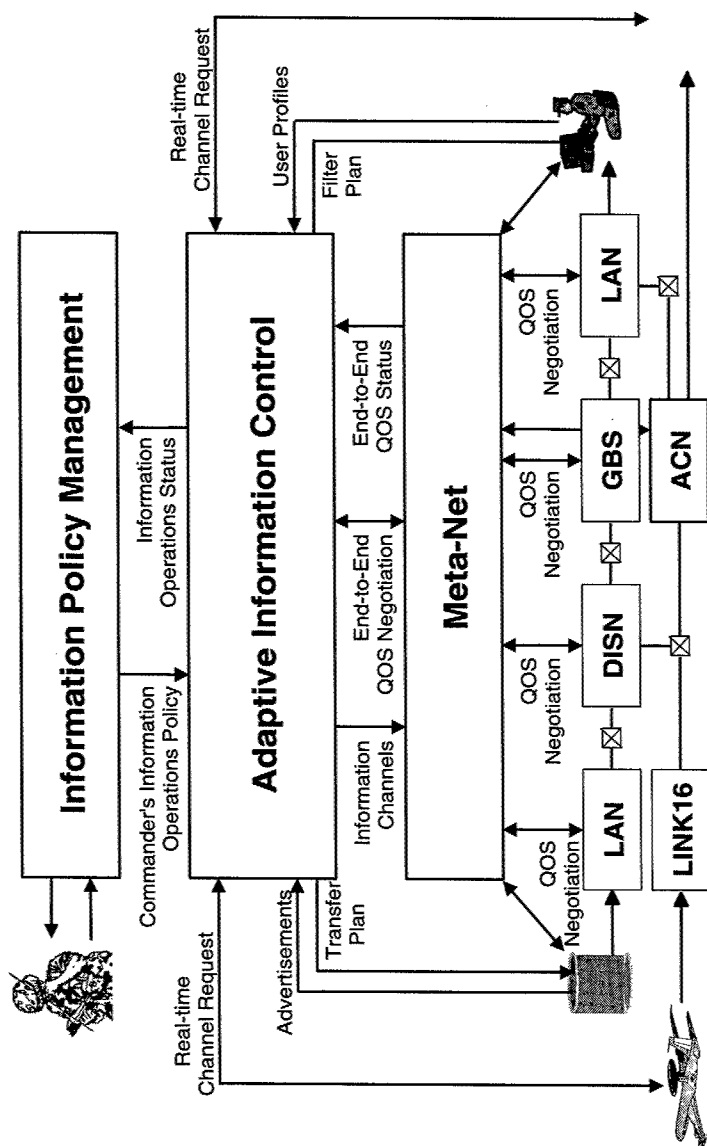 Information Policy Management
Commander's Information
Operations Policy
Information
Operations Status
Real-time
Channel Request
Real-time
Channel Request
Adaptive Information Control
Advertisements
Transfer
Plan
Information
Channels
End-to-End
QOS Negotiation
End-to-End
QOS Status
User Profiles
Filter
Plan
Meta-Net
QOS
Negotiation
QOS
Negotiation
QOS
Negotiation
QOS
Negotiation
LAN
DISN
GBS
LAN
LINK16
ACN